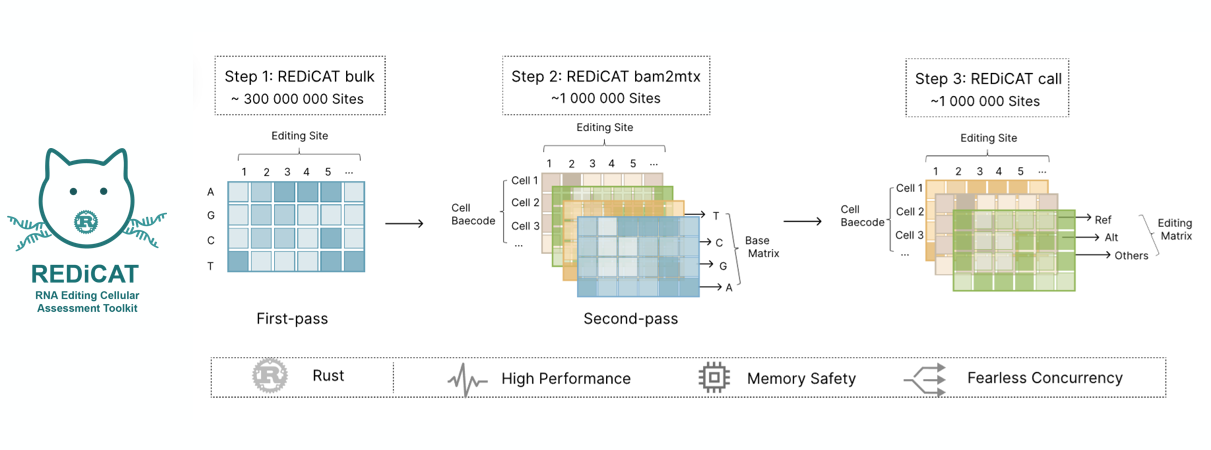 REDiCAT
RNA Editing Cellular
Assessment Toolkit
Step 1: REDiCAT bulk
~ 300 000 000 Sites
Editing Site
1 2 3 4 5 ...
A
G
C
T
First-pass
Step 2: REDiCAT bam2mtx
~1 000 000 Sites
Editing Site
1 2 3 4 5 ...
Cell
Baecode
Cell 1
Cell 2
Cell 3
...
T
C
G
A
Base
Matrix
Second-pass
Step 3: REDiCAT call
~1 000 000 Sites
Editing Site
1 2 3 4 5 ...
Cell
Baecode
Cell 1
Cell 2
Cell 3
...
Ref
Alt
Others
Editing
Matrix
R
Rust
High Performance
Memory Safety
Fearless Concurrency